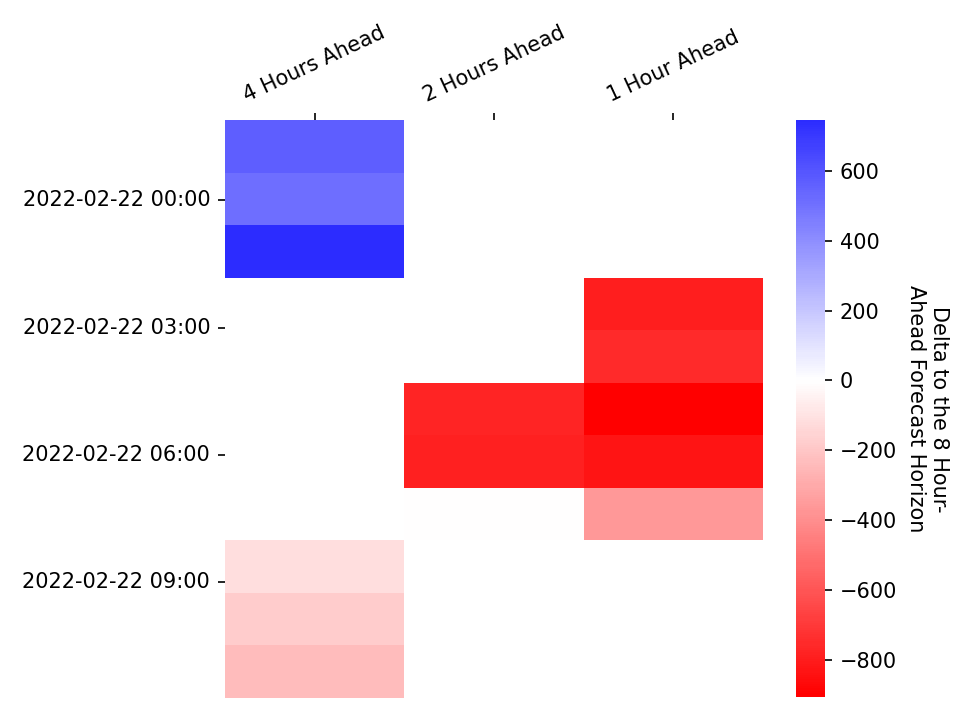 4 Hours Ahead
2 Hours Ahead
1 Hour Ahead
2022-02-22 00:00
2022-02-22 03:00
2022-02-22 06:00
2022-02-22 09:00
600
400
200
0
−200
−400
−600
−800
Delta to the 8 Hour-
Ahead Forecast Horizon